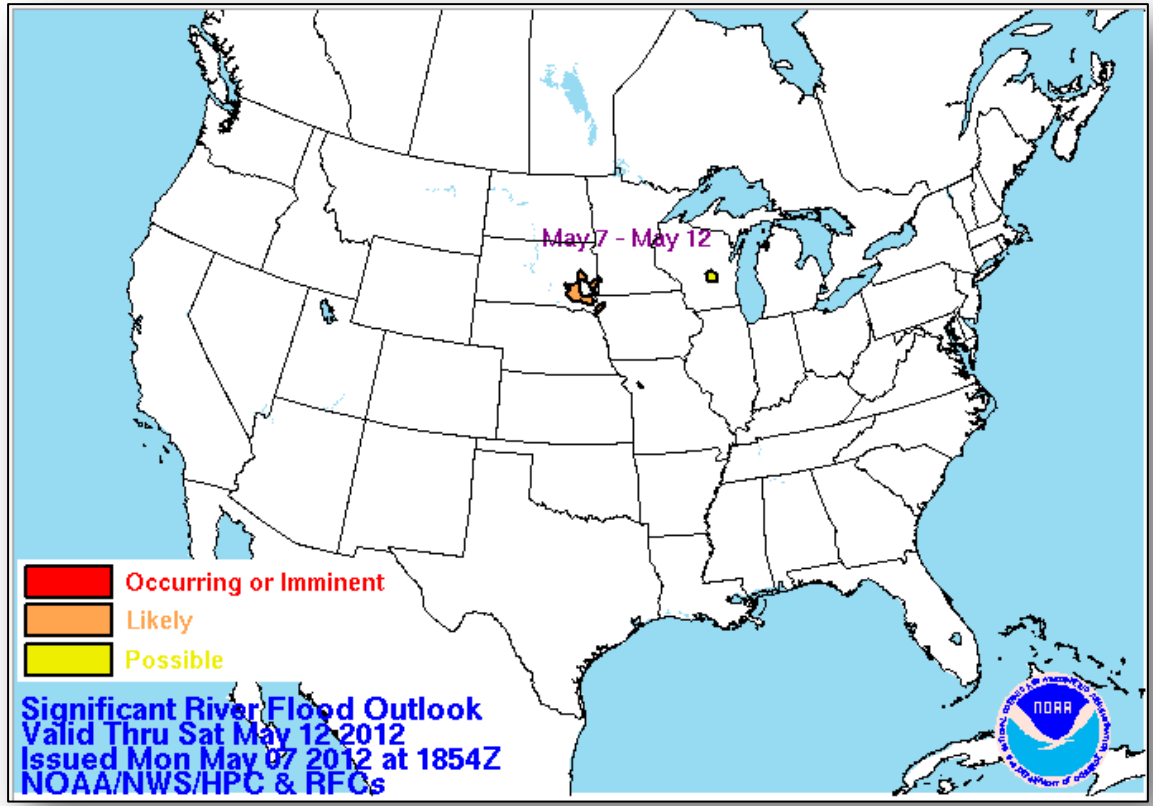 May 7 - May 12
Occurring or Imminent
Likely
Possible
Significant River Flood Outlook
Valid Thru Sat May 12 2012
Issued Mon May 07 2012 at 1854Z
NOAA/NWS/HPC & RFCs
NOAA